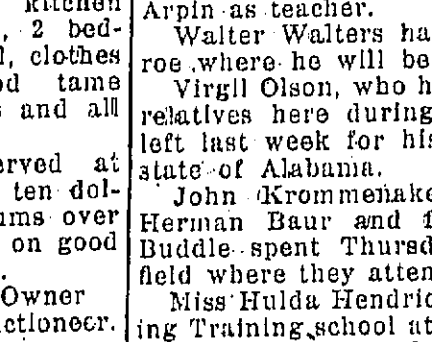 kitchen
, 2 bed-
, clothes
tame
s and all
erved at
ten dol-
ums over
on good
.
Owner
ctioneer.
Arpin as teacher.
Walter Walters ha
roe where he will be
Virgil Olson, who h
relatives here during
left last week for his
state of Alabama.
John Krommenake
Herman Baur and f
Buddle spent Thursd
field where they atten
Miss Hulda Hendric
ing Training school at